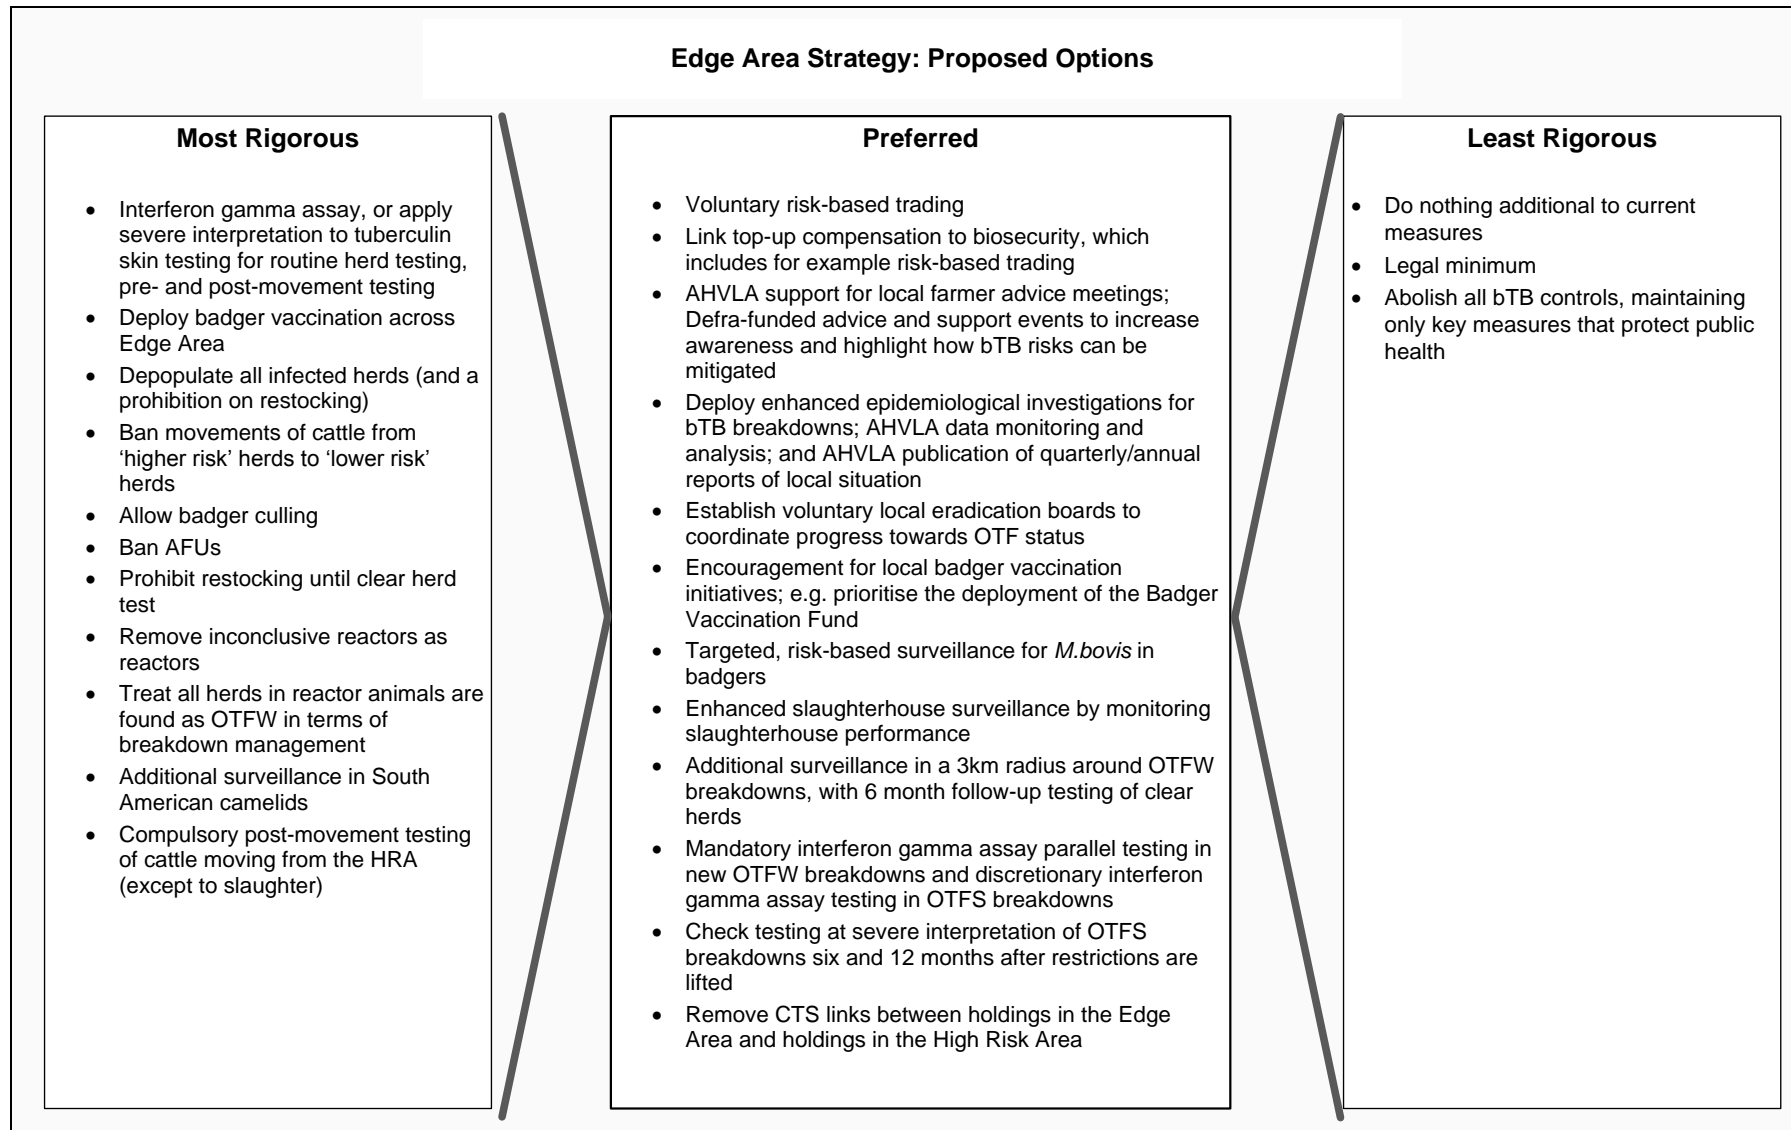 Edge Area Strategy: Proposed Options
Most Rigorous
• Interferon gamma assay, or apply
severe interpretation to tuberculin
skin testing for routine herd testing,
pre- and post-movement testing
• Deploy badger vaccination across
Edge Area
• Depopulate all infected herds (and a
prohibition on restocking)
• Ban movements of cattle from
‘higher risk’ herds to ‘lower risk’
herds
• Allow badger culling
• Ban AFUs
• Prohibit restocking until clear herd
test
• Remove inconclusive reactors as
reactors
• Treat all herds in reactor animals are
found as OTFW in terms of
breakdown management
• Additional surveillance in South
American camelids
• Compulsory post-movement testing
of cattle moving from the HRA
(except to slaughter)
Preferred
• Voluntary risk-based trading
• Link top-up compensation to biosecurity, which
includes for example risk-based trading
• AHVLA support for local farmer advice meetings;
Defra-funded advice and support events to increase
awareness and highlight how bTB risks can be
mitigated
• Deploy enhanced epidemiological investigations for
bTB breakdowns; AHVLA data monitoring and
analysis; and AHVLA publication of quarterly/annual
reports of local situation
• Establish voluntary local eradication boards to
coordinate progress towards OTF status
• Encouragement for local badger vaccination
initiatives; e.g. prioritise the deployment of the Badger
Vaccination Fund
• Targeted, risk-based surveillance for M.bovis in
badgers
• Enhanced slaughterhouse surveillance by monitoring
slaughterhouse performance
• Additional surveillance in a 3km radius around OTFW
breakdowns, with 6 month follow-up testing of clear
herds
• Mandatory interferon gamma assay parallel testing in
new OTFW breakdowns and discretionary interferon
gamma assay testing in OTFS breakdowns
• Check testing at severe interpretation of OTFS
breakdowns six and 12 months after restrictions are
lifted
• Remove CTS links between holdings in the Edge
Area and holdings in the High Risk Area
Least Rigorous
• Do nothing additional to current
measures
• Legal minimum
• Abolish all bTB controls, maintaining
only key measures that protect public
health